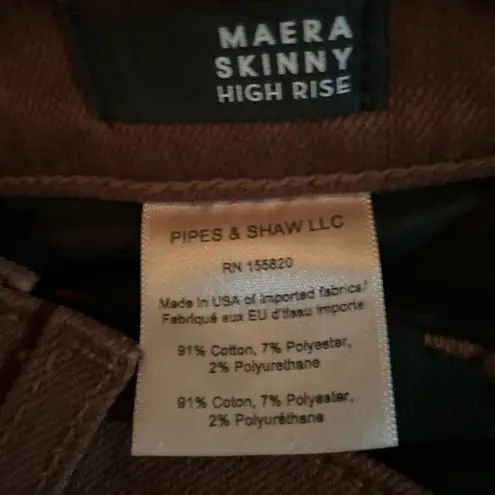 MAERA
SKINNY
HIGH RISE
PIPES & SHAW LLC
RN 155820
Made in USA of imported fabrics/
Fabriqué aux EU d'tissu importe
91% Cotton, 7% Polyester,
2% Polyurethane
91% Coton, 7% Polyester,
2% Polyuréthane